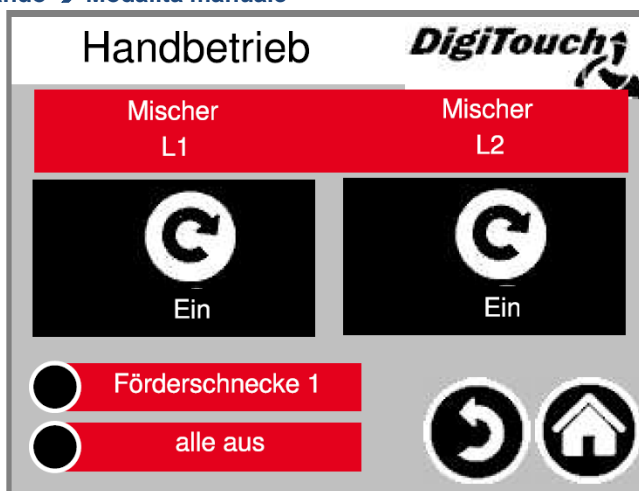 Modalità manuale
Handbetrieb
DigiTouch
Mischer
L1
Mischer
L2
Ein
Ein
Förderschnecke 1
alle aus